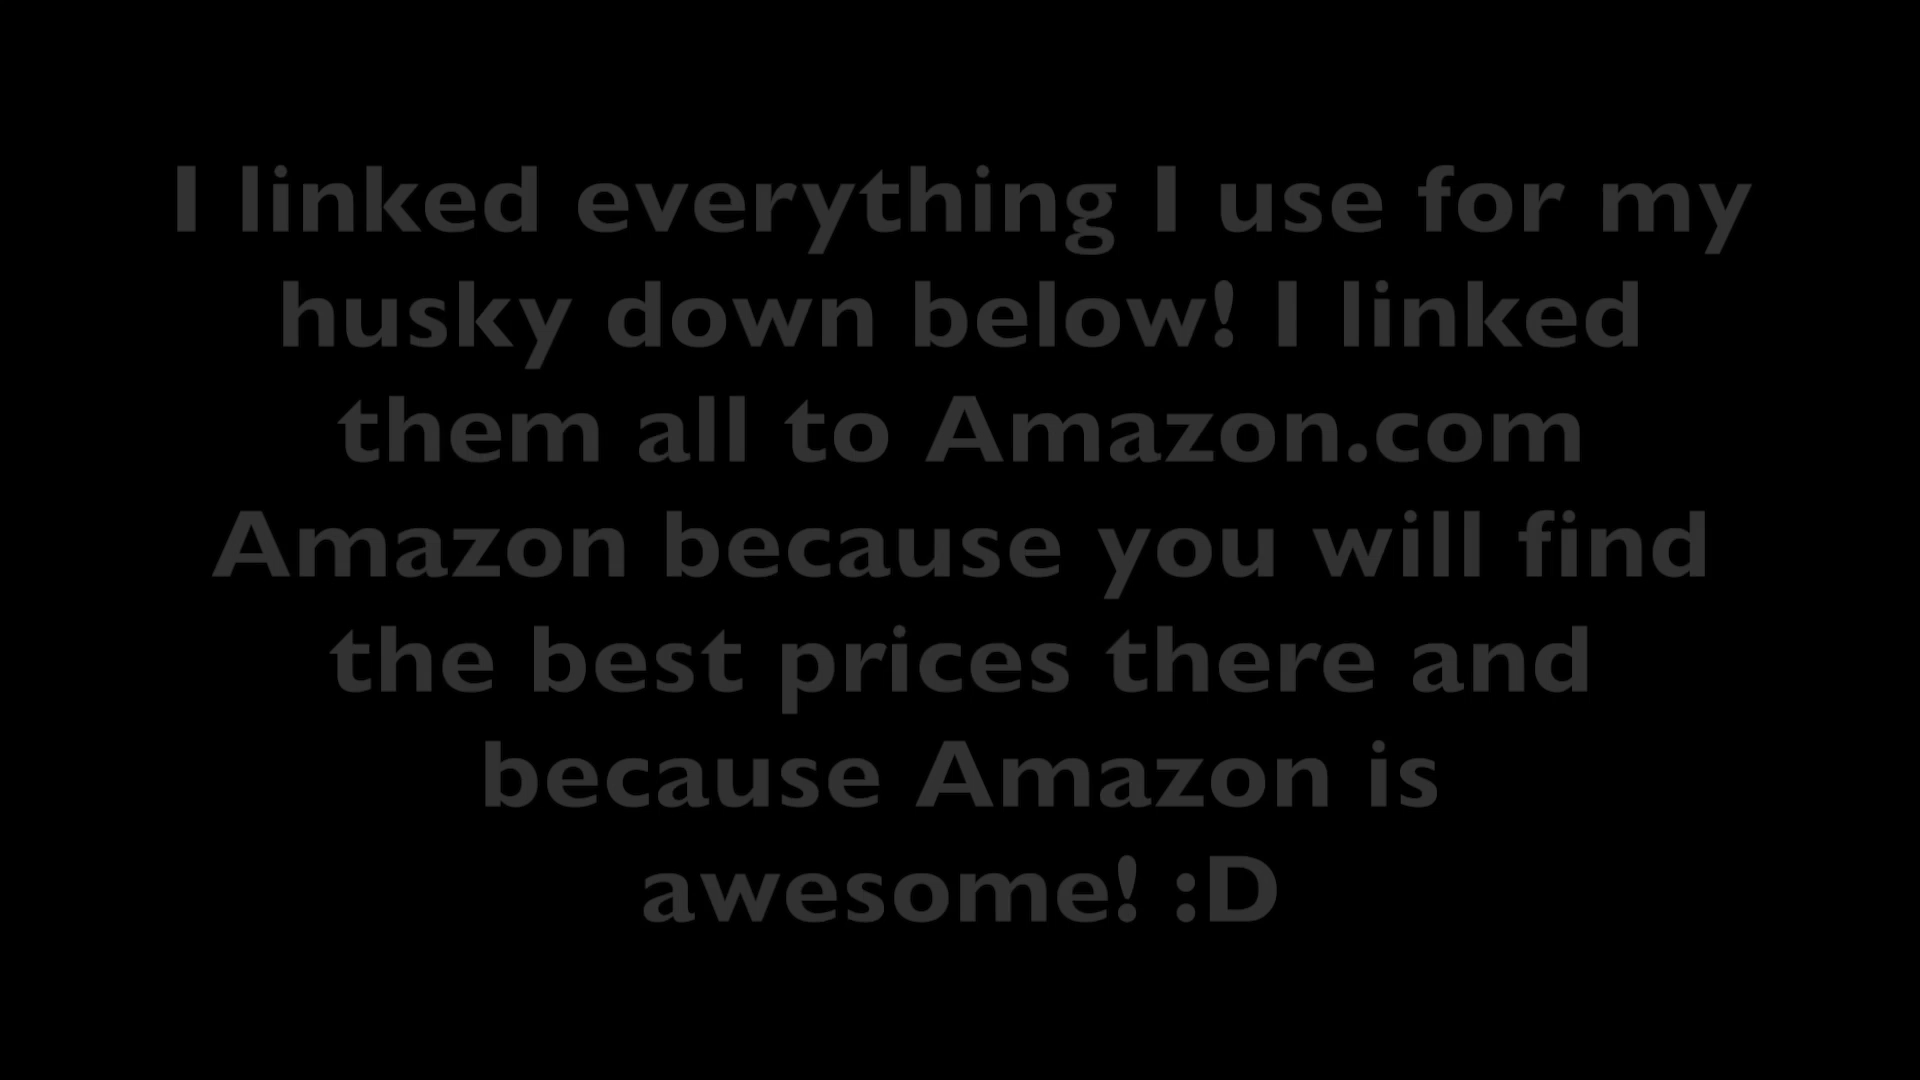 I linked everything I use for my
husky down below! I linked
them all to Amazon.com
Amazon because you will find
the best prices there and
because Amazon is
awesome! :D